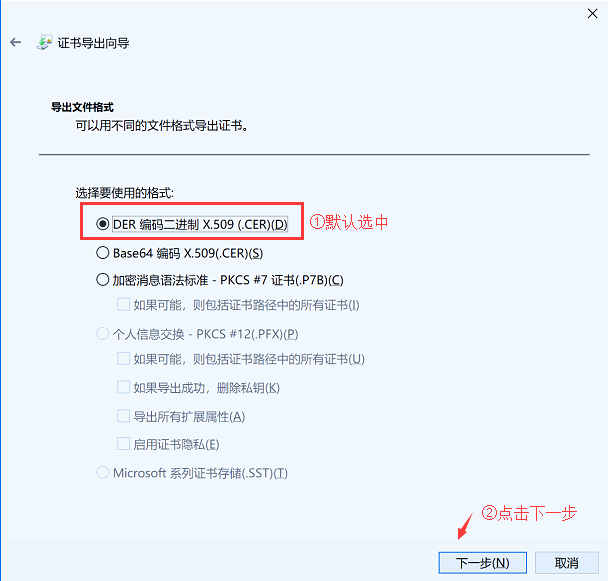 证书导出向导
导出文件格式
可以用不同的文件格式导出证书。
选择要使用的格式:
DER 编码二进制 X.509 (.CER)(D)
①默认选中
Base64 编码 X.509(.CER)(S)
加密消息语法标准 - PKCS #7 证书(.P7B)(C)
如果可能，则包括证书路径中的所有证书(I)
个人信息交换 - PKCS #12(.PFX)(P)
如果可能，则包括证书路径中的所有证书(U)
如果导出成功，删除私钥(K)
导出所有扩展属性(A)
启用证书隐私(E)
Microsoft 系列证书存储(.SST)(T)
②点击下一步
下一步(N)
取消